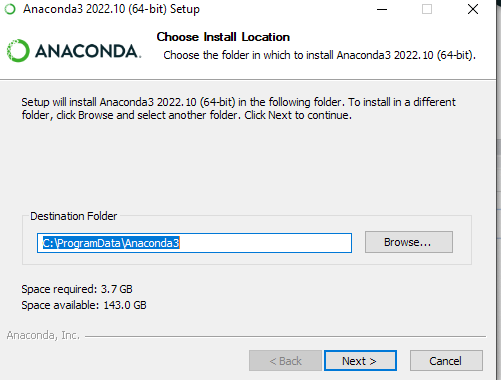 Anaconda3 2022.10 (64-bit) Setup
ANACONDA.
Choose Install Location
Choose the folder in which to install Anaconda3 2022.10 (64-bit).
Setup will install Anaconda3 2022.10 (64-bit) in the following folder. To install in a different
folder, click Browse and select another folder. Click Next to continue.
Destination Folder
C:\ProgramData\Anaconda3
Browse...
Space required: 3.7 GB
Space available: 143.0 GB
Anaconda, Inc.
< Back
Next >
Cancel